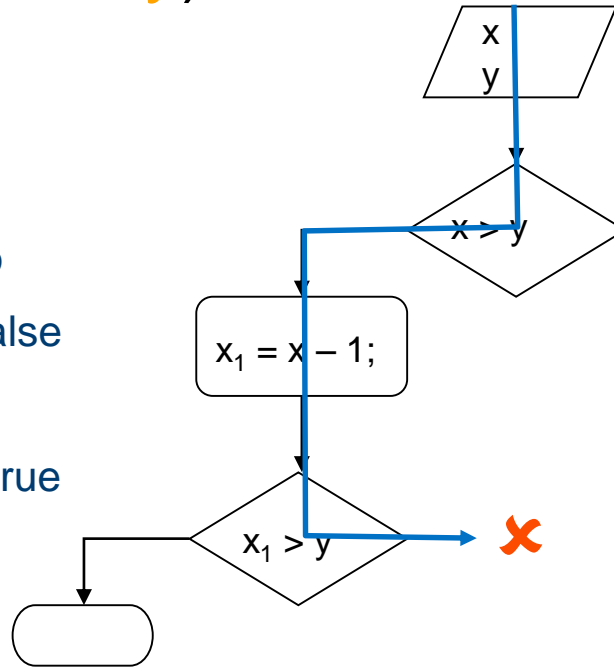 x
y
x > y
alse
x₁ = x – 1;
rue
x₁ > y